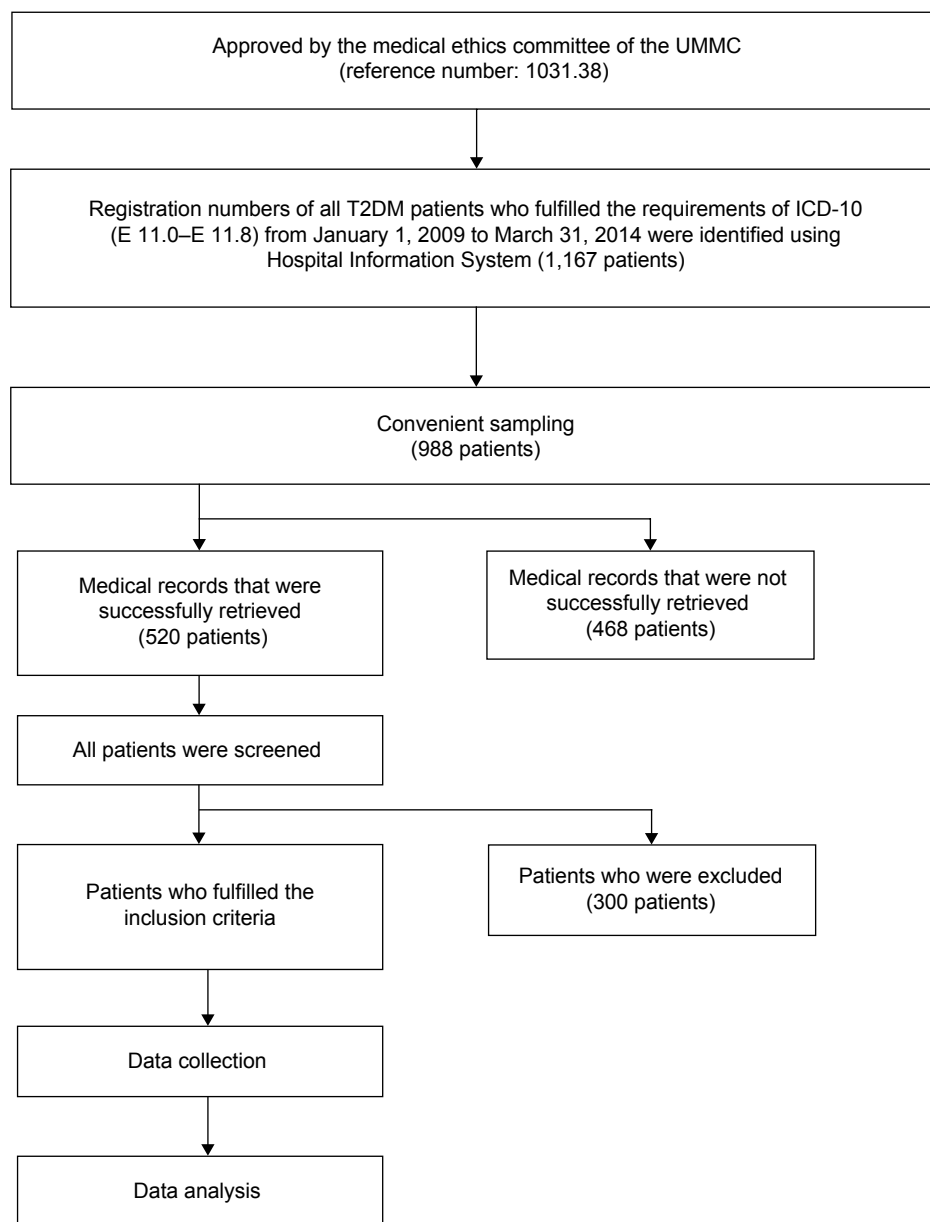 Approved by the medical ethics committee of the UMMC
(reference number: 1031.38)
Registration numbers of all T2DM patients who fulfilled the requirements of ICD-10
(E 11.0–E 11.8) from January 1, 2009 to March 31, 2014 were identified using
Hospital Information System (1,167 patients)
Convenient sampling
(988 patients)
Medical records that were
successfully retrieved
(520 patients)
Medical records that were not
successfully retrieved
(468 patients)
All patients were screened
Patients who fulfilled the
inclusion criteria
Patients who were excluded
(300 patients)
Data collection
Data analysis